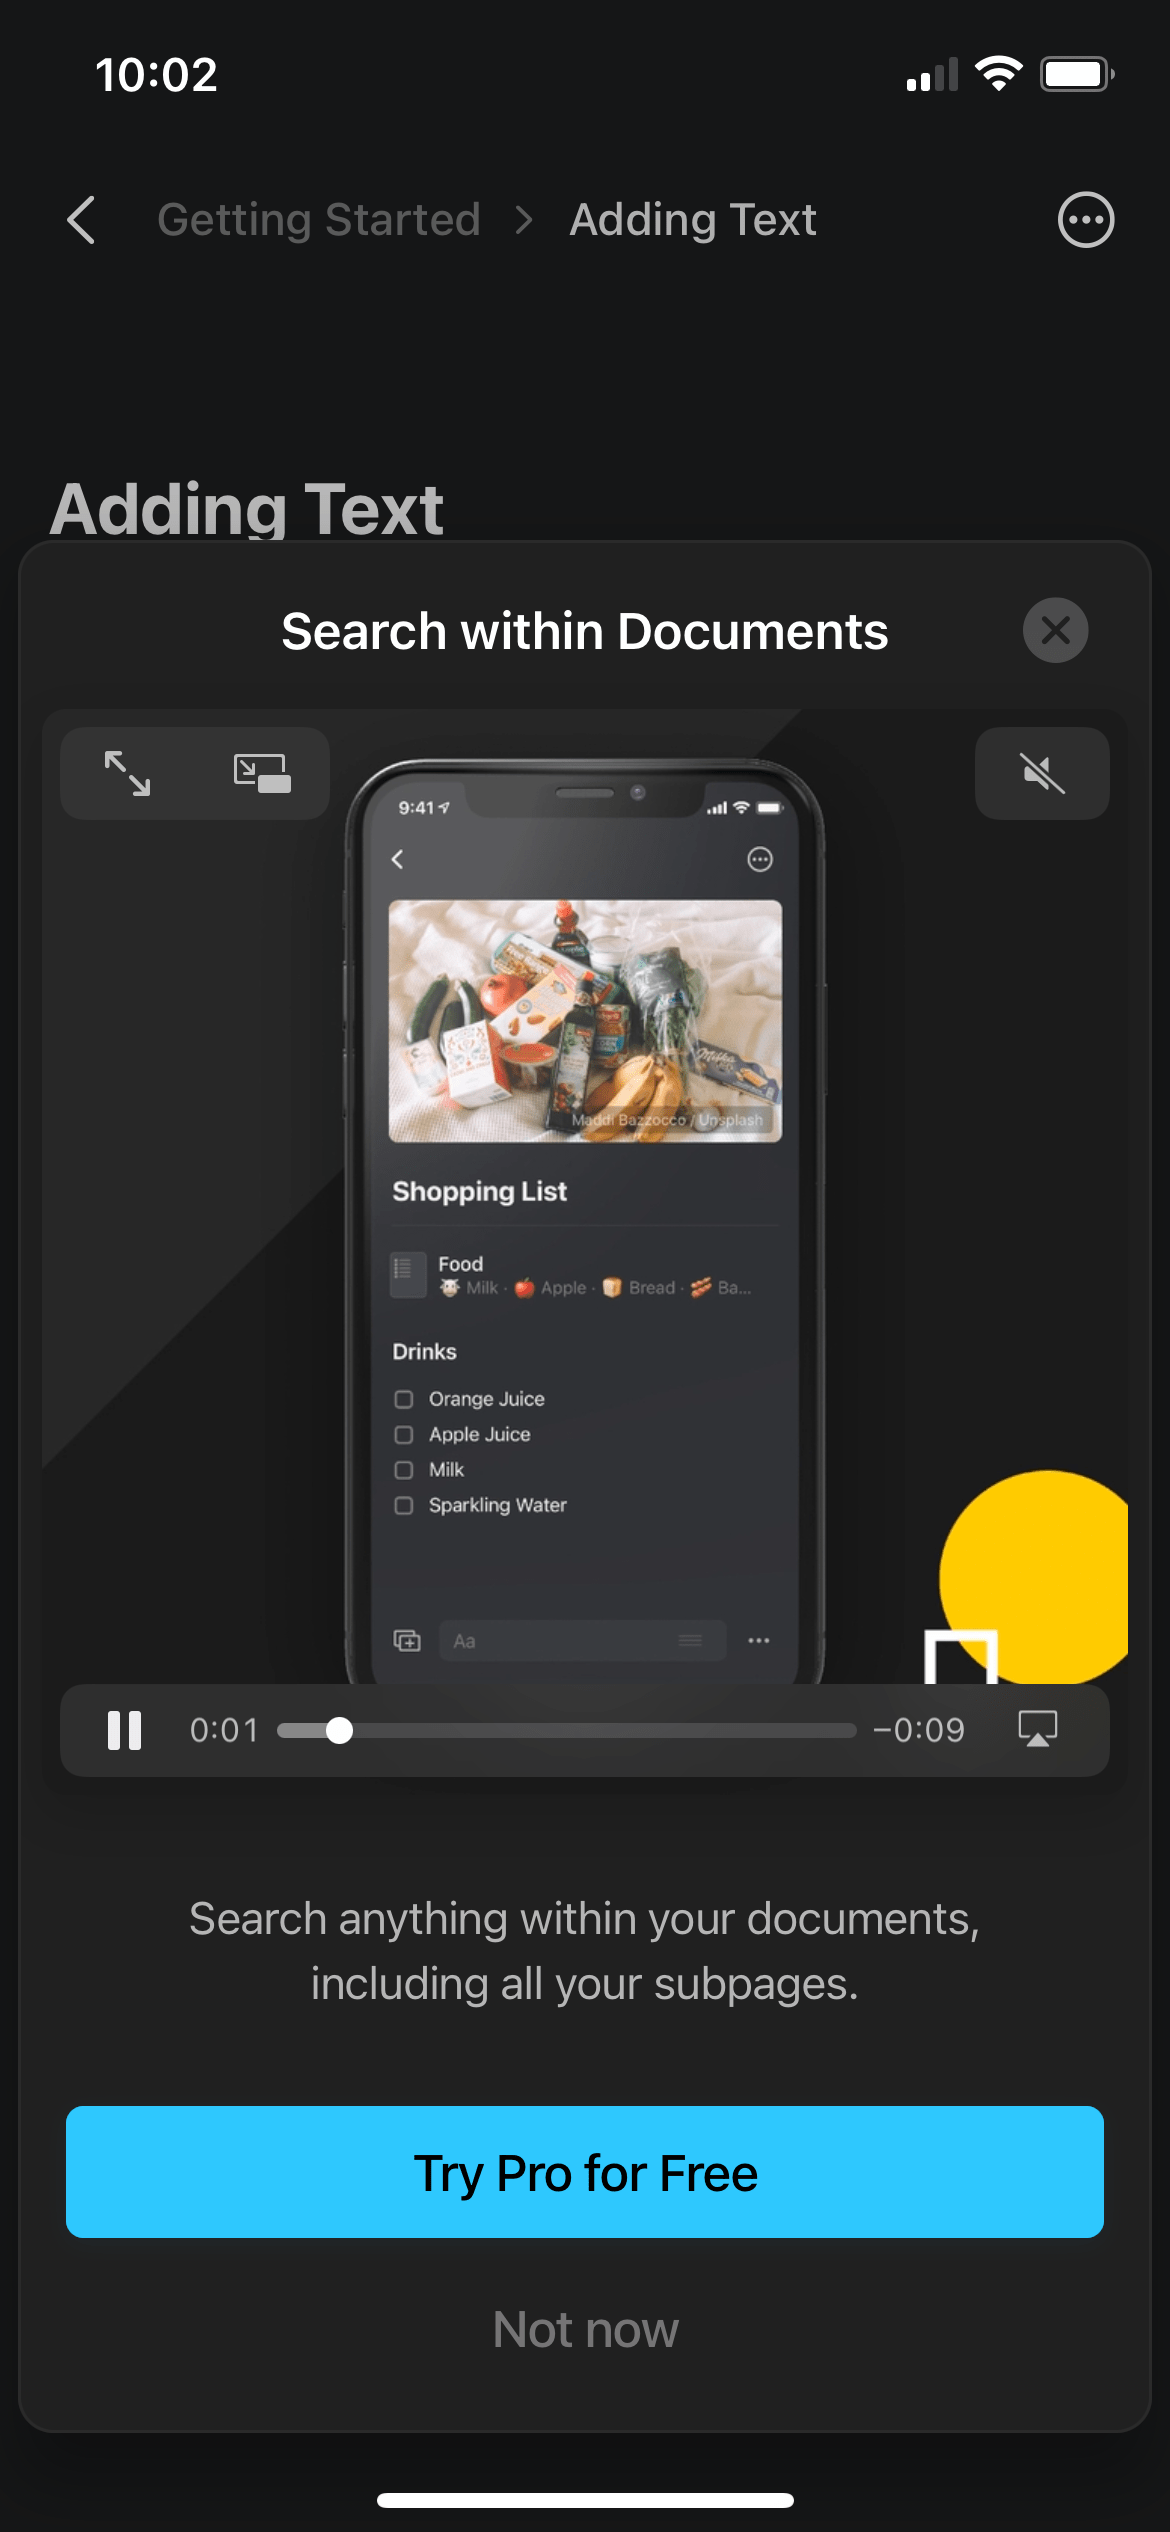 10:02
Getting Started > Adding Text
Adding Text
Search within Documents
9:41
Milka
Maddi Bazzocco / Unsplash
Shopping List
Food
Milk · Apple · Bread · Ba...
Drinks
Orange Juice
Apple Juice
Milk
Sparkling Water
Aa
0:01
−0:09
Search anything within your documents,
including all your subpages.
Try Pro for Free
Not now